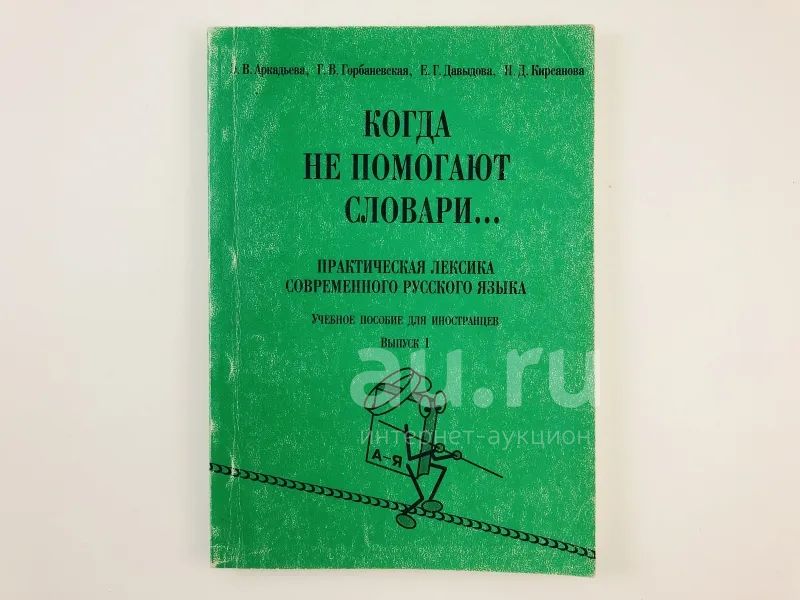 В. Аркадьева, Г. В. Горбаневская, Е. Г. Давыдова, Н. Д. Кирсанова
КОГДА
НЕ ПОМОГАЮТ
СЛОВАРИ...
ПРАКТИЧЕСКАЯ ЛЕКСИКА
СОВРЕМЕННОГО РУССКОГО ЯЗЫКА
УЧЕБНОЕ ПОСОБИЕ ДЛЯ ИНОСТРАНЦЕВ
ВЫПУСК 1
au.ru
интернет-аукцион
А-Я